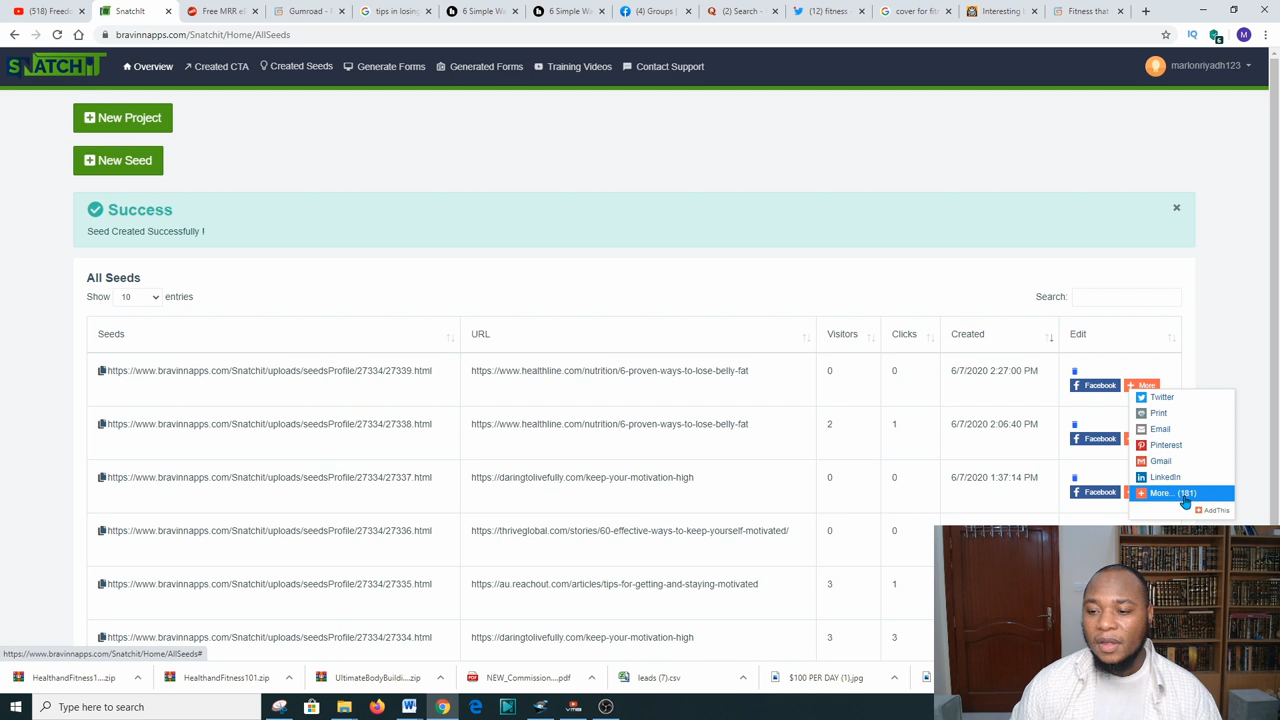 (518) Freedo
SnatchIt
Free MRR eB
Gumroad -
tips in losing
6 Simple Wa
6 Simple Wa
(4) Groups |
(2) Search -
(12) fitness -
cover for fit
Interesting
Fitness that
bravinnapps.com/Snatchit/Home/AllSeeds
SNATCHIT
Overview
Created CTA
Created Seeds
Generate Forms
Generated Forms
Training Videos
Contact Support
marlonriyadh123
New Project
New Seed
Success
Seed Created Successfully !
All Seeds
Show 10 entries
Search:
Seeds URL Visitors Clicks Created Edit
https://www.bravinnapps.com/Snatchit/uploads/seedsProfile/27334/27339.html https://www.healthline.com/nutrition/6-proven-ways-to-lose-belly-fat 0 0 6/7/2020 2:27:00 PM
Facebook More
Twitter
Print
https://www.bravinnapps.com/Snatchit/uploads/seedsProfile/27334/27338.html https://www.healthline.com/nutrition/6-proven-ways-to-lose-belly-fat 2 1 6/7/2020 2:06:40 PM
Email
Facebook
Pinterest
Gmail
https://www.bravinnapps.com/Snatchit/uploads/seedsProfile/27334/27337.html https://daringtolivefully.com/keep-your-motivation-high 0 0 6/7/2020 1:37:14 PM
LinkedIn
Facebook
More... (181)
AddThis
https://www.bravinnapps.com/Snatchit/uploads/seedsProfile/27334/27336.html https://thriveglobal.com/stories/60-effective-ways-to-keep-yourself-motivated/ 0 0
https://www.bravinnapps.com/Snatchit/uploads/seedsProfile/27334/27335.html https://au.reachout.com/articles/tips-for-getting-and-staying-motivated 3 1
https://www.bravinnapps.com/Snatchit/uploads/seedsProfile/27334/27334.html https://daringtolivefully.com/keep-your-motivation-high 3 3
https://www.bravinnapps.com/Snatchit/Home/AllSeeds#
HealthandFitness1....zip
HealthandFitness101.zip
UltimateBodyBuildi....zip
NEW_Commission....pdf
leads (7).csv
$100 PER DAY (1).jpg
Type here to search